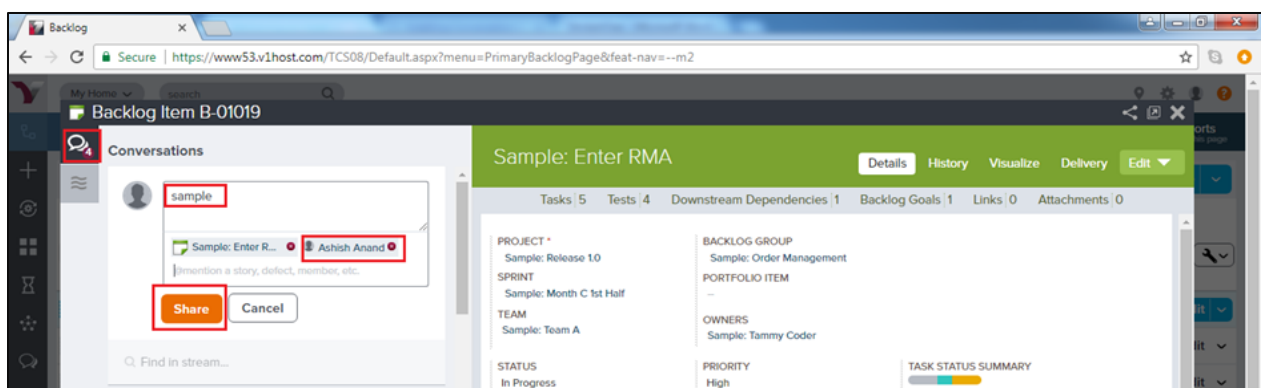 Backlog
Secure | https://www53.v1host.com/TCS08/Default.aspx?menu=PrimaryBacklogPage&feat-nav=--m2
My Home search
Backlog Item B-01019
orts
4 Conversations
Sample: Enter RMA Details History Visualize Delivery Edit
sample
Tasks 5 Tests 4 Downstream Dependencies 1 Backlog Goals 1 Links 0 Attachments 0
Sample: Enter R... Ashish Anand
@mention a story, defect, member, etc.
Share Cancel
PROJECT * BACKLOG GROUP
Sample: Release 1.0 Sample: Order Management
SPRINT PORTFOLIO ITEM
Sample: Month C 1st Half --
TEAM OWNERS
Sample: Team A Sample: Tammy Coder
Find in stream...
STATUS PRIORITY TASK STATUS SUMMARY
In Progress High